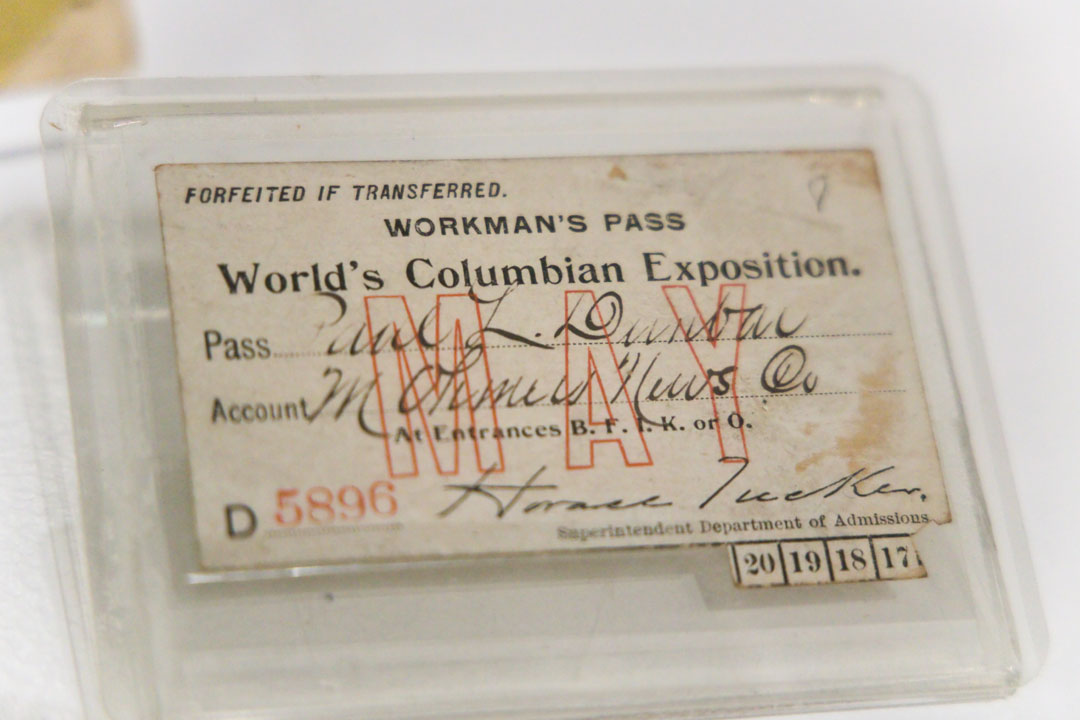 FORFEITED IF TRANSFERRED.
WORKMAN'S PASS
World's Columbian Exposition.
MAY
Pass Paul L. Dunbar
Account News Co
At Entrances B. F. I. K. or O.
D 5896
Horace Tucker.
Superintendent Department of Admissions
20 19 18 17